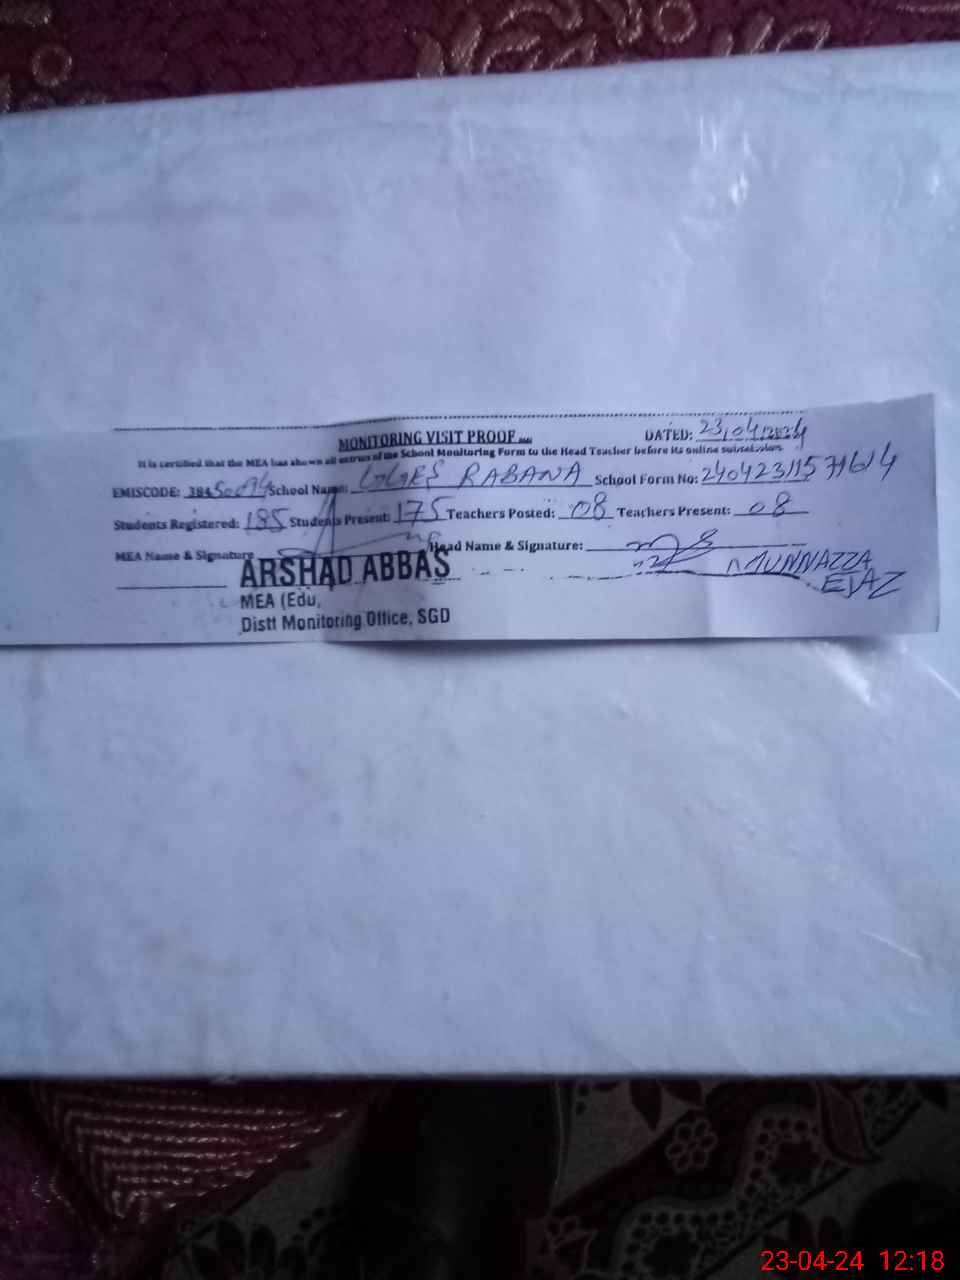 MONITORING VISIT PROOF
DATED: 23/04/2024
It is certified that the MEA has shown all entries of the School Monitoring Form to the Head Teacher before its online submission.
EMISCODE: 384 School Name: GGES RABANA School Form No:
Students Registered: 185 Students Present: 175 Teachers Posted: 08 Teachers Present: 08
MEA Name & Signature Head Name & Signature:
MUNNAZZA
EJAZ
ARSHAD ABBAS
MEA (Edu,
Distt Monitoring Office, SGD
23-04-24 12:18